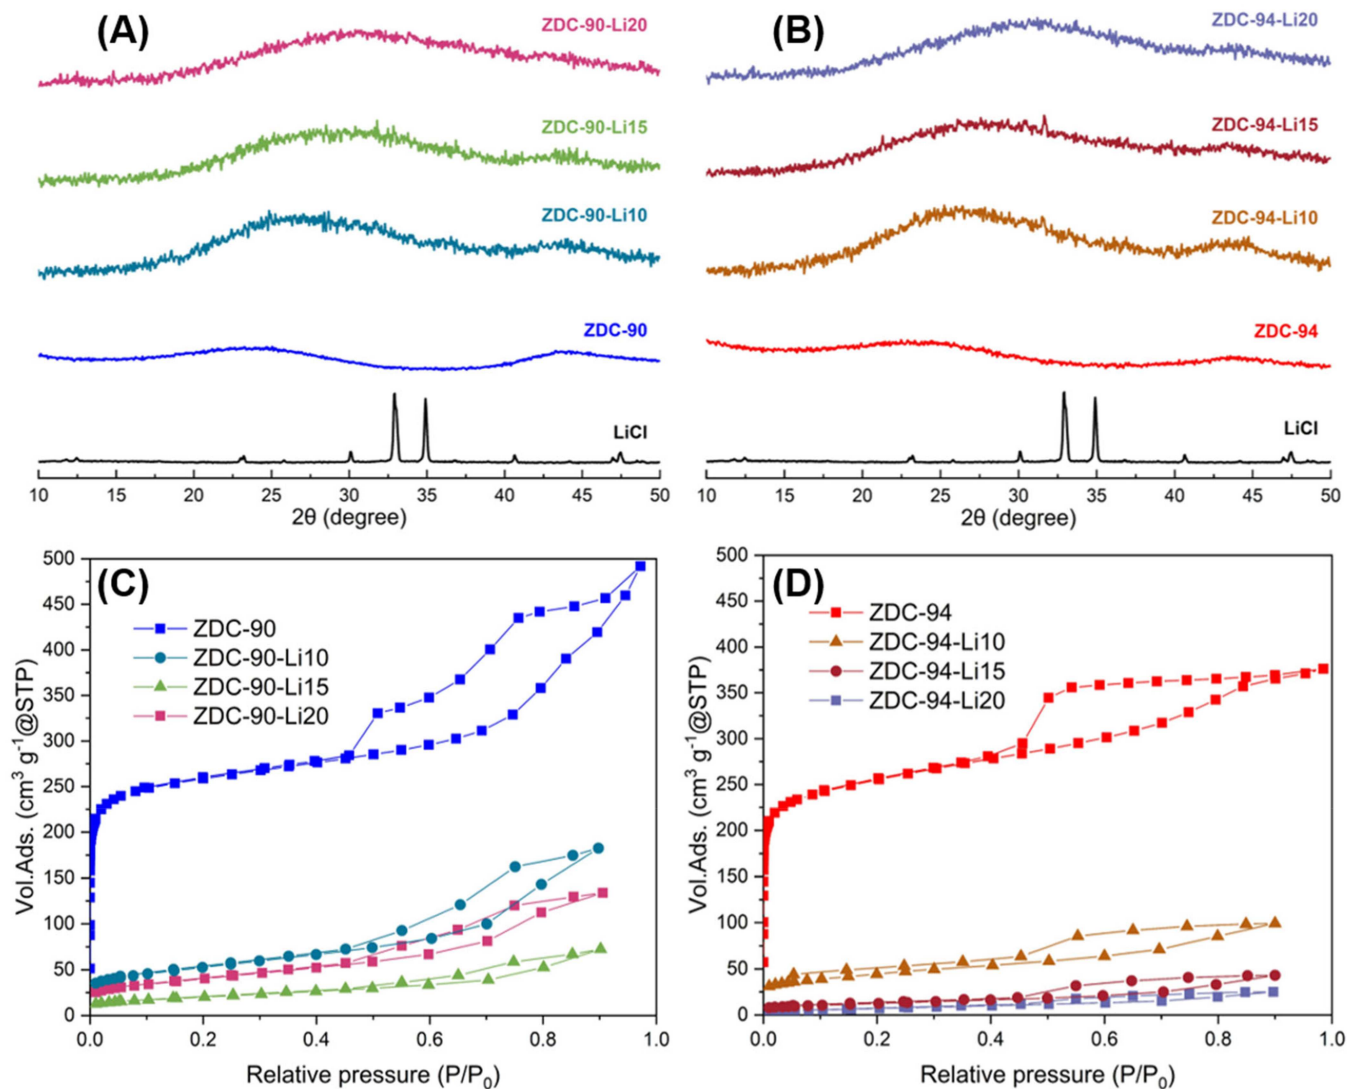 (A)
ZDC-90-Li20
ZDC-90-Li15
ZDC-90-Li10
ZDC-90
LiCl
10 15 20 25 30 35 40 45 50
2θ (degree)
(B)
ZDC-94-Li20
ZDC-94-Li15
ZDC-94-Li10
ZDC-94
LiCl
10 15 20 25 30 35 40 45 50
2θ (degree)
(C)
ZDC-90
ZDC-90-Li10
ZDC-90-Li15
ZDC-90-Li20
Vol.Ads. (cm³ g⁻¹@STP)
500
450
400
350
300
250
200
150
100
50
0
0.0 0.2 0.4 0.6 0.8 1.0
Relative pressure (P/P₀)
(D)
ZDC-94
ZDC-94-Li10
ZDC-94-Li15
ZDC-94-Li20
Vol.Ads. (cm³ g⁻¹@STP)
500
450
400
350
300
250
200
150
100
50
0
0.0 0.2 0.4 0.6 0.8 1.0
Relative pressure (P/P₀)